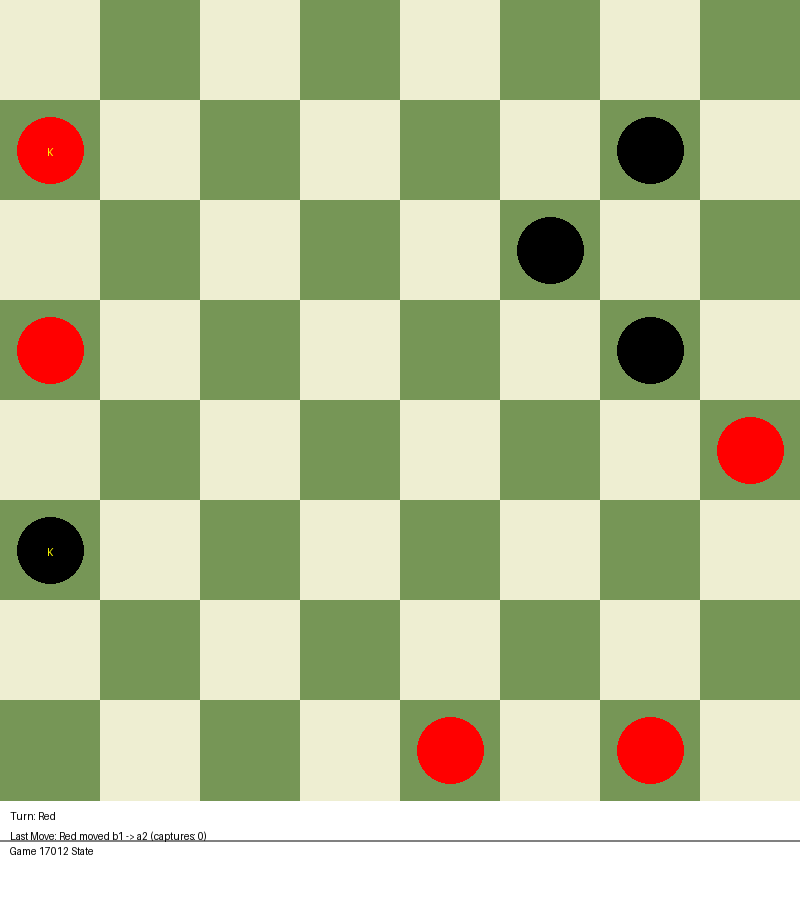 K
K
Turn: Red
Last Move: Red moved b1 -> a2 (captures: 0)
Game 17012 State